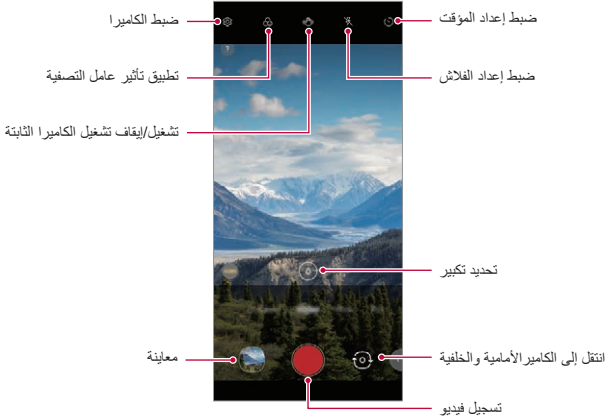 ضبط إعداد المؤقت
ضبط الكاميرا
ضبط إعداد الفلاش
تطبيق تأثير عامل التصفية
تشغيل/إيقاف تشغيل الكاميرا الثابتة
تحديد تكبير
انتقل إلى الكاميرا الأمامية والخلفية
معاينة
تسجيل فيديو